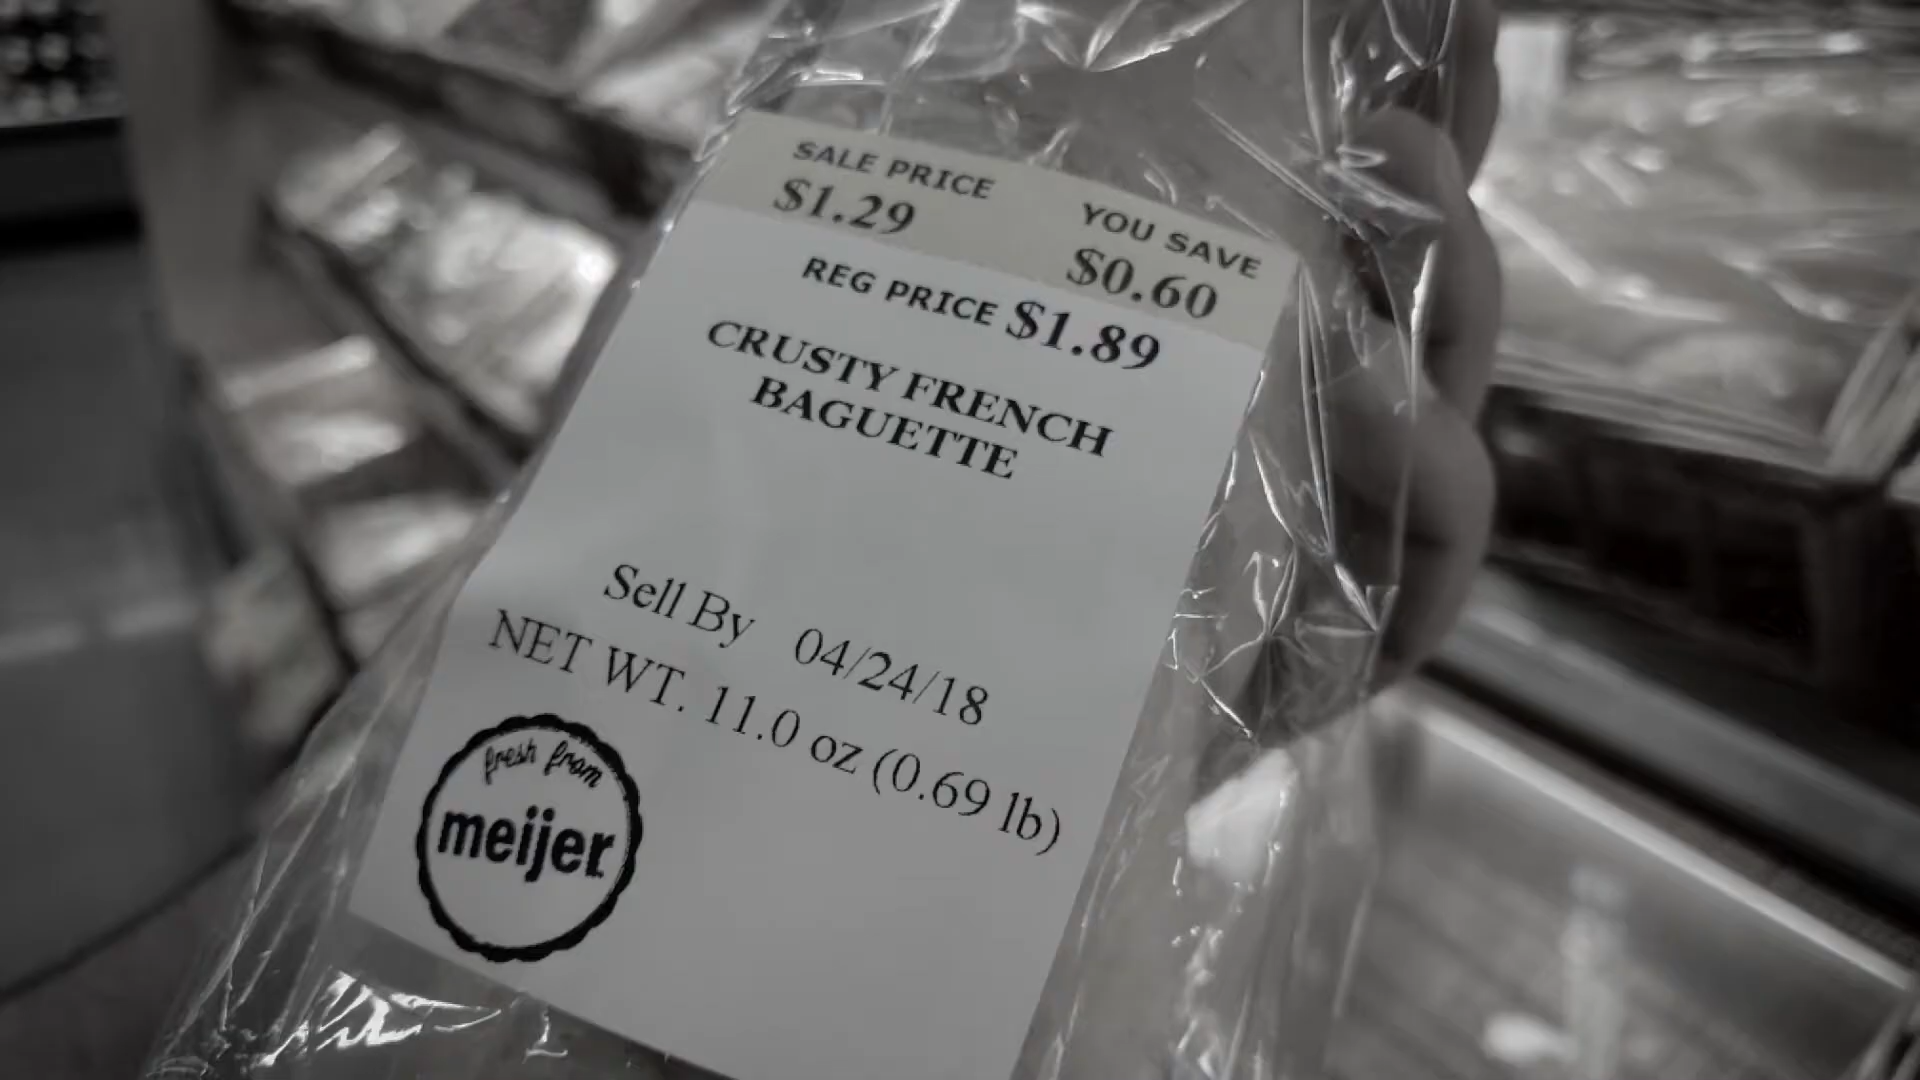 SALE PRICE
$1.29
YOU SAVE
$0.60
REG PRICE $1.89
CRUSTY FRENCH
BAGUETTE
Sell By 04/24/18
NET WT. 11.0 oz (0.69 lb)
fresh from
meijer